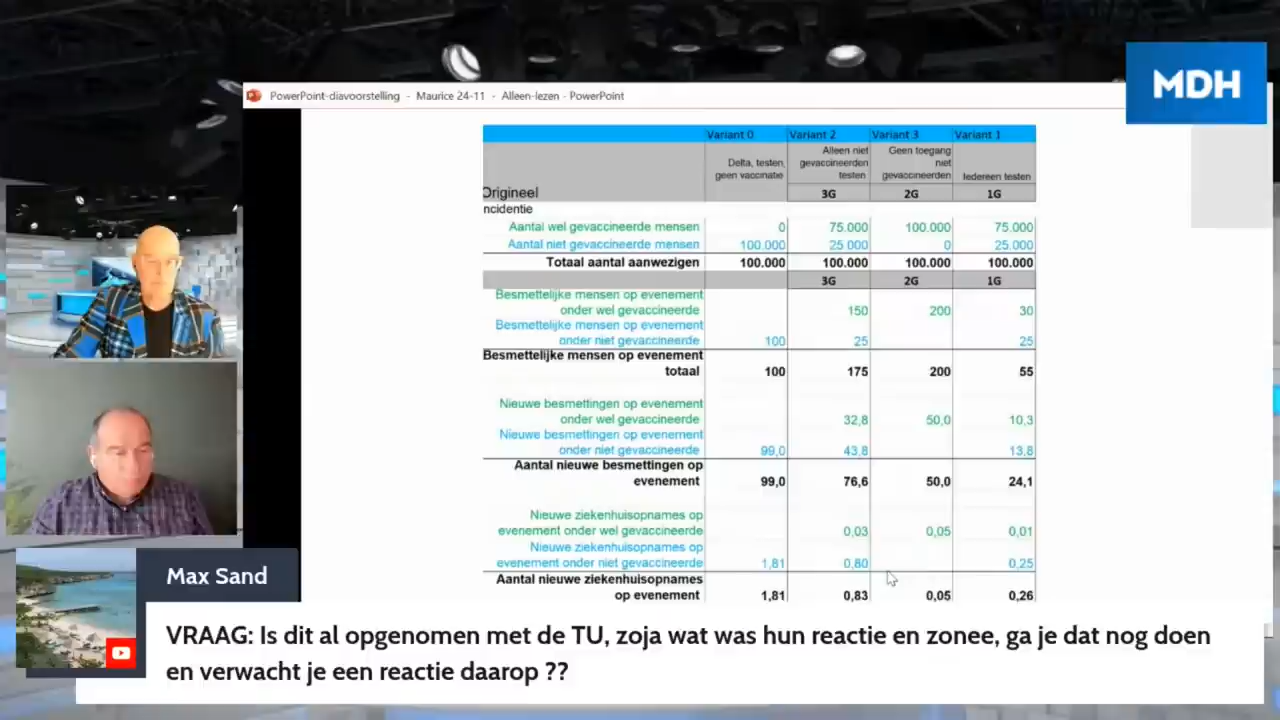 MDH
PowerPoint-diavoorstelling - Maurice 24-11 - Alleen-lezen - PowerPoint
Variant 0 Variant 2 Variant 3 Variant 1
Origineel
Delta, testen, geen vaccinatie
Alleen niet gevaccineerden testen
Geen toegang niet gevaccineerden
Iedereen testen
3G 2G 1G
ncidentie
Aantal wel gevaccineerde mensen 0 75.000 100.000 75.000
Aantal niet gevaccineerde mensen 100.000 25 000 0 25.000
Totaal aantal aanwezigen 100.000 100.000 100.000 100.000
3G 2G 1G
Besmettelijke mensen op evenement
onder wel gevaccineerde 150 200 30
Besmettelijke mensen op evenement
onder niet gevaccineerde 100 25 25
Besmettelijke mensen op evenement
totaal 100 175 200 55
Nieuwe besmettingen op evenement
onder wel gevaccineerde 32,8 50,0 10,3
Nieuwe besmettingen op evenement
onder niet gevaccineerde 99,0 43,8 13,8
Aantal nieuwe besmettingen op
evenement 99,0 76,6 50,0 24,1
Nieuwe ziekenhuisopnames op
evenement onder wel gevaccineerde 0,03 0,05 0,01
Nieuwe ziekenhuisopnames op
evenement onder niet gevaccineerde 1,81 0,80 0,25
Aantal nieuwe ziekenhuisopnames
op evenement 1,81 0,83 0,05 0,26
Max Sand
VRAAG: Is dit al opgenomen met de TU, zoja wat was hun reactie en zonee, ga je dat nog doen
en verwacht je een reactie daarop ??